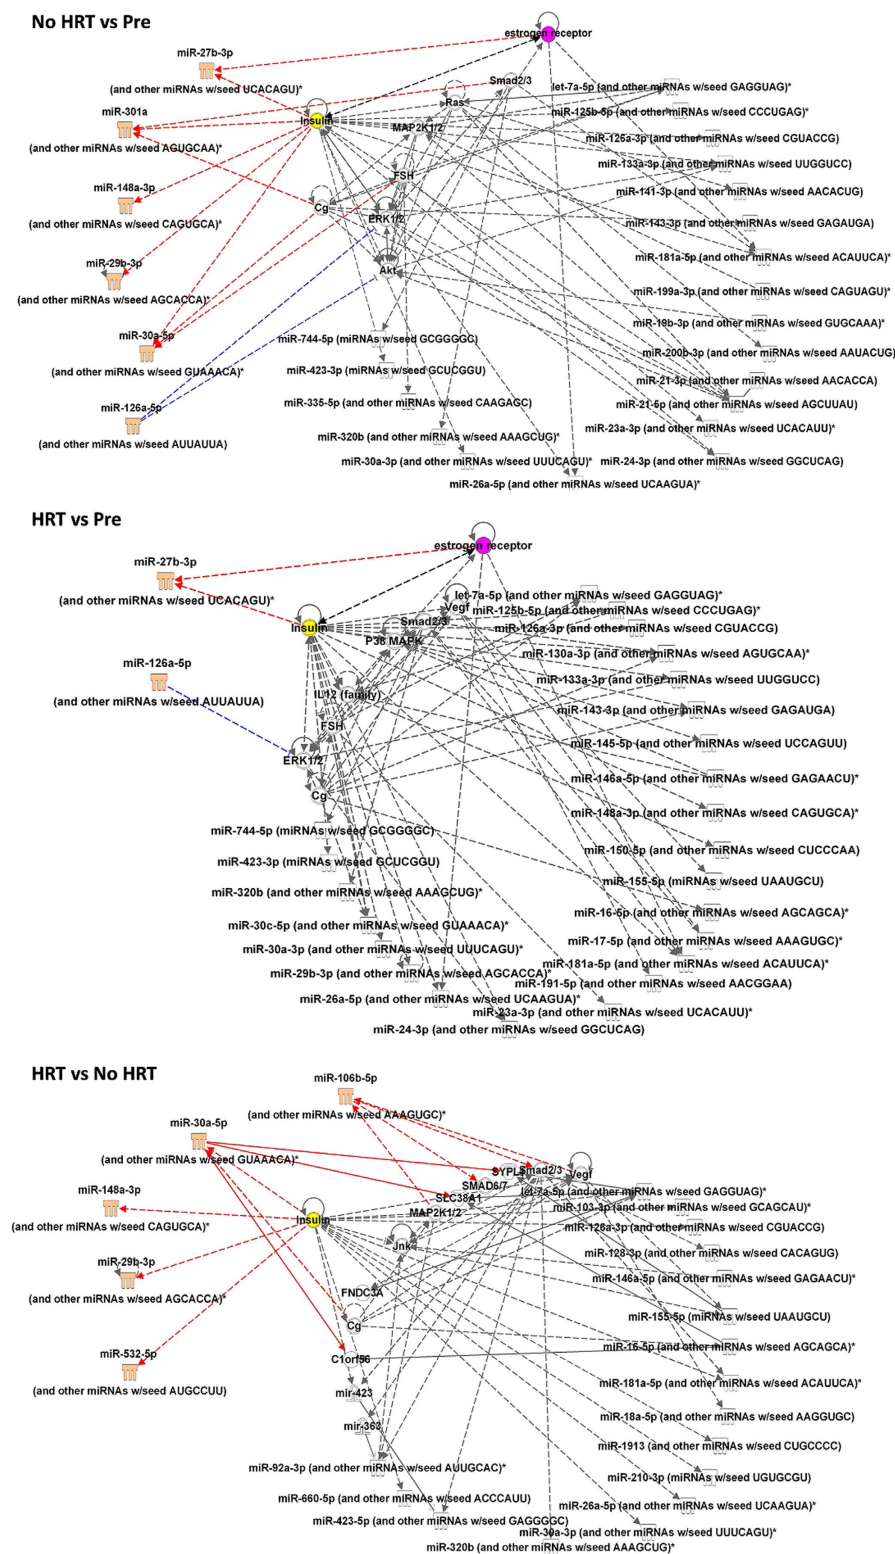 No HRT vs Pre
estrogen receptor
miR-27b-3p
(and other miRNAs w/seed UCACAGU)*
Smad2/3
let-7a-5p (and other miRNAs w/seed GAGGUAG)*
Ras
miR-301a
Insulin
miR-125b-5p (and other miRNAs w/seed CCCUGAG)*
MAP2K1/2
miR-126a-3p (and other miRNAs w/seed CGUACCG)
(and other miRNAs w/seed AGUGCAA)*
miR-133a-3p (and other miRNAs w/seed UUGGUCC)
FSH
miR-148a-3p
miR-141-3p (and other miRNAs w/seed AACACUG)
Cg
(and other miRNAs w/seed CAGUGCA)*
ERK1/2
miR-143-3p (and other miRNAs w/seed GAGAUGA)
miR-181a-5p (and other miRNAs w/seed ACAUUCA)*
miR-29b-3p
Akt
miR-199a-3p (and other miRNAs w/seed CAGUAGU)*
(and other miRNAs w/seed AGCACCA)*
miR-19b-3p (and other miRNAs w/seed GUGCAAA)*
miR-30a-5p
miR-744-5p (miRNAs w/seed GCGGGGC)
miR-200b-3p (and other miRNAs w/seed AAUACUG)
(and other miRNAs w/seed GUAAACA)*
miR-423-3p (miRNAs w/seed GCUCGGU)
miR-21-3p (and other miRNAs w/seed AACACCA)
miR-335-5p (and other miRNAs w/seed CAAGAGC)
miR-21-5p (and other miRNAs w/seed AGCUUAU)
miR-126a-5p
miR-23a-3p (and other miRNAs w/seed UCACAUU)*
miR-320b (and other miRNAs w/seed AAAGCUG)*
(and other miRNAs w/seed AUUAUUA)
miR-30a-3p (and other miRNAs w/seed UUUCAGU)*
miR-24-3p (and other miRNAs w/seed GGCUCAG)
miR-26a-5p (and other miRNAs w/seed UCAAGUA)*
HRT vs Pre
estrogen receptor
miR-27b-3p
(and other miRNAs w/seed UCACAGU)*
let-7a-5p (and other miRNAs w/seed GAGGUAG)*
Vegf
miR-125b-5p (and other miRNAs w/seed CCCUGAG)*
Smad2/3
Insulin
miR-126a-3p (and other miRNAs w/seed CGUACCG)
P38 MAPK
miR-130a-3p (and other miRNAs w/seed AGUGCAA)*
miR-126a-5p
miR-133a-3p (and other miRNAs w/seed UUGGUCC)
IL12 (family)
(and other miRNAs w/seed AUUAUUA)
miR-143-3p (and other miRNAs w/seed GAGAUGA)
FSH
miR-145-5p (and other miRNAs w/seed UCCAGUU)
ERK1/2
miR-146a-5p (and other miRNAs w/seed GAGAACU)*
Cg
miR-148a-3p (and other miRNAs w/seed CAGUGCA)*
miR-744-5p (miRNAs w/seed GCGGGGC)
miR-150-5p (and other miRNAs w/seed CUCCCAA)
miR-423-3p (miRNAs w/seed GCUCGGU)
miR-155-5p (miRNAs w/seed UAAUGCU)
miR-320b (and other miRNAs w/seed AAAGCUG)*
miR-16-5p (and other miRNAs w/seed AGCAGCA)*
miR-30c-5p (and other miRNAs w/seed GUAAACA)*
miR-17-5p (and other miRNAs w/seed AAAGUGC)*
miR-30a-3p (and other miRNAs w/seed UUUCAGU)*
miR-181a-5p (and other miRNAs w/seed ACAUUCA)*
miR-29b-3p (and other miRNAs w/seed AGCACCA)*
miR-191-5p (and other miRNAs w/seed AACGGAA)
miR-26a-5p (and other miRNAs w/seed UCAAGUA)*
miR-23a-3p (and other miRNAs w/seed UCACAUU)*
miR-24-3p (and other miRNAs w/seed GGCUCAG)
HRT vs No HRT
miR-106b-5p
(and other miRNAs w/seed AAAGUGC)*
miR-30a-5p
(and other miRNAs w/seed GUAAACA)*
SYPL1
Smad2/3
Vegf
SMAD6/7
let-7a-5p (and other miRNAs w/seed GAGGUAG)*
miR-148a-3p
SLC38A1
miR-103-3p (and other miRNAs w/seed GCAGCAU)*
MAP2K1/2
(and other miRNAs w/seed CAGUGCA)*
Insulin
miR-126a-3p (and other miRNAs w/seed CGUACCG)
Jnk
miR-128-3p (and other miRNAs w/seed CACAGUG)
miR-29b-3p
miR-146a-5p (and other miRNAs w/seed GAGAACU)*
(and other miRNAs w/seed AGCACCA)*
FNDC3A
miR-155-5p (miRNAs w/seed UAAUGCU)
Cg
miR-16-5p (and other miRNAs w/seed AGCAGCA)*
miR-532-5p
C1orf56
(and other miRNAs w/seed AUGCCUU)
miR-181a-5p (and other miRNAs w/seed ACAUUCA)*
mir-423
miR-18a-5p (and other miRNAs w/seed AAGGUGC)
mir-363
miR-1913 (and other miRNAs w/seed CUGCCCC)
miR-92a-3p (and other miRNAs w/seed AUUGCAC)*
miR-210-3p (miRNAs w/seed UGUGCGU)
miR-660-5p (and other miRNAs w/seed ACCCAUU)
miR-26a-5p (and other miRNAs w/seed UCAAGUA)*
miR-423-5p (and other miRNAs w/seed GAGGGGC)
miR-30a-3p (and other miRNAs w/seed UUUCAGU)*
miR-320b (and other miRNAs w/seed AAAGCUG)*